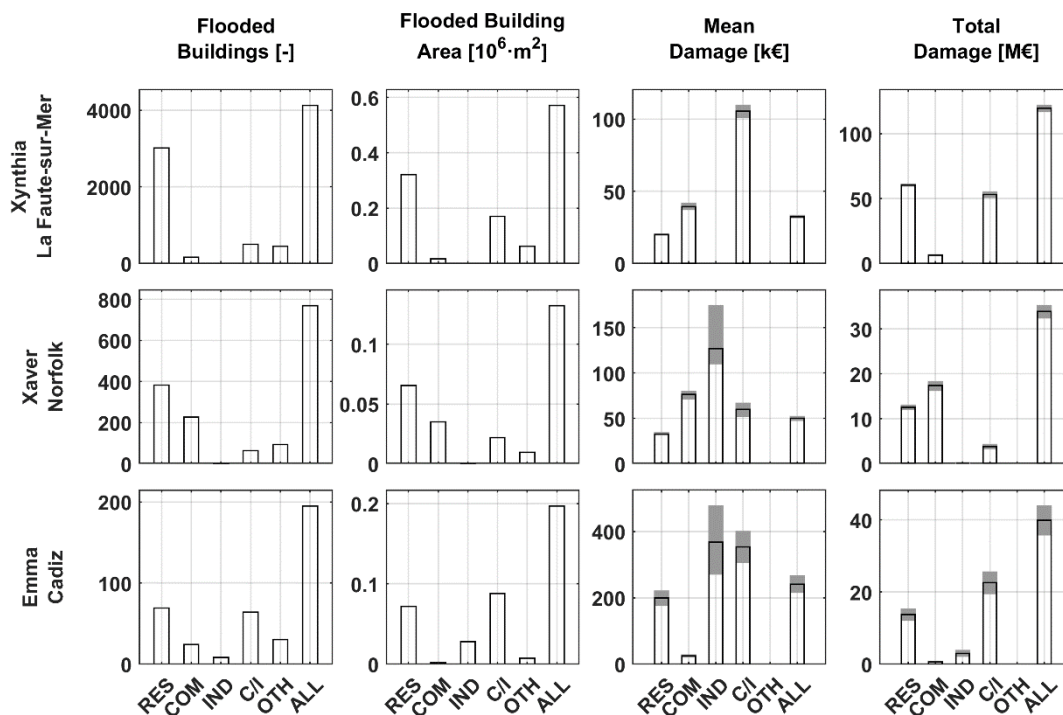 Flooded
Buildings [-]
Flooded Building
Area [10⁶·m²]
Mean
Damage [k€]
Total
Damage [M€]
Xynthia
La Faute-sur-Mer
4000
2000
0
0.6
0.4
0.2
0
100
50
0
100
50
0
Xaver
Norfolk
800
600
400
200
0
0.1
0.05
0
150
100
50
0
30
20
10
0
Emma
Cadiz
200
100
0
0.2
0.1
0
400
200
0
40
20
0
RES
COM
IND
C/I
OTH
ALL
RES
COM
IND
C/I
OTH
ALL
RES
COM
IND
C/I
OTH
ALL
RES
COM
IND
C/I
OTH
ALL